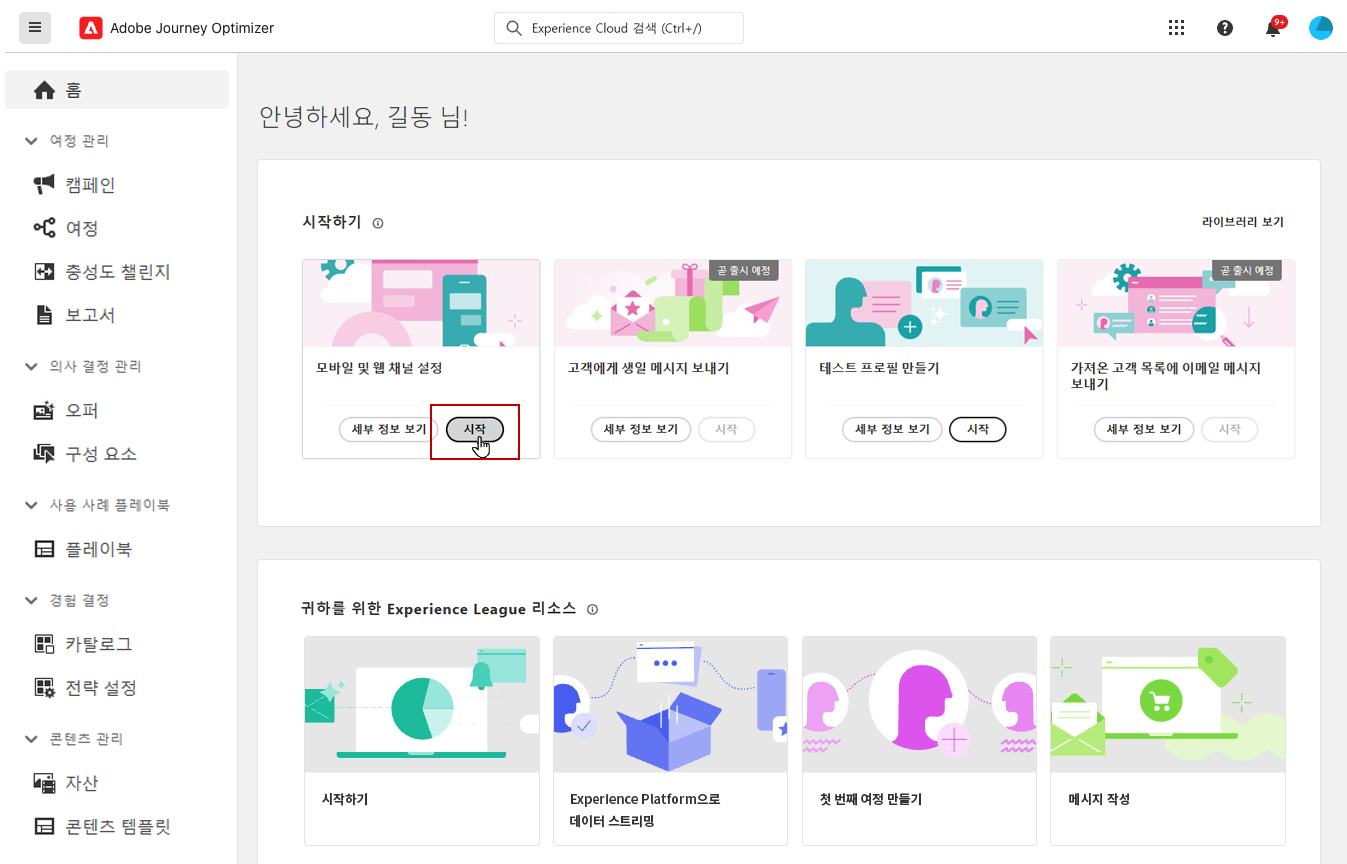 Adobe Journey Optimizer
Experience Cloud 검색 (Ctrl+/)
9+
홈
여정 관리
캠페인
여정
충성도 챌린지
보고서
의사 결정 관리
오퍼
구성 요소
사용 사례 플레이북
플레이북
경험 결정
카탈로그
전략 설정
콘텐츠 관리
자산
콘텐츠 템플릿
안녕하세요, 길동 님!
시작하기
라이브러리 보기
모바일 및 웹 채널 설정
세부 정보 보기
시작
곧 출시 예정
고객에게 생일 메시지 보내기
세부 정보 보기
시작
테스트 프로필 만들기
세부 정보 보기
시작
곧 출시 예정
가져온 고객 목록에 이메일 메시지
보내기
세부 정보 보기
시작
귀하를 위한 Experience League 리소스
시작하기
Experience Platform으로
데이터 스트리밍
첫 번째 여정 만들기
메시지 작성